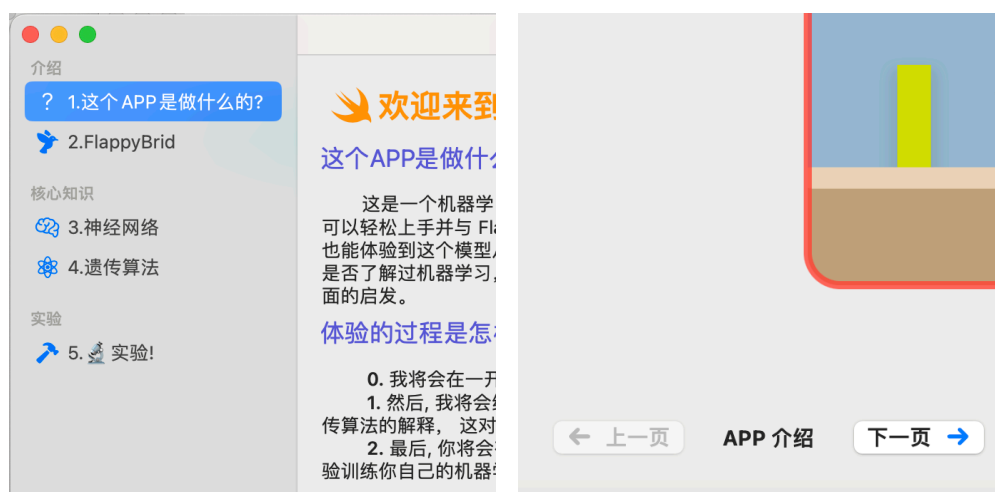 介绍
? 1.这个APP是做什么的?
2.FlappyBrid
核心知识
3.神经网络
4.遗传算法
实验
5.🔬实验!
欢迎来到
这个APP是做什
这是一个机器学
可以轻松上手并与 Fl
也能体验到这个模型
是否了解过机器学习,
面的启发。
体验的过程是怎
0. 我将会在一开
1. 然后, 我将会
传算法的解释， 这对
2. 最后, 你将会
验训练你自己的机器学
← 上一页
APP 介绍
下一页 →